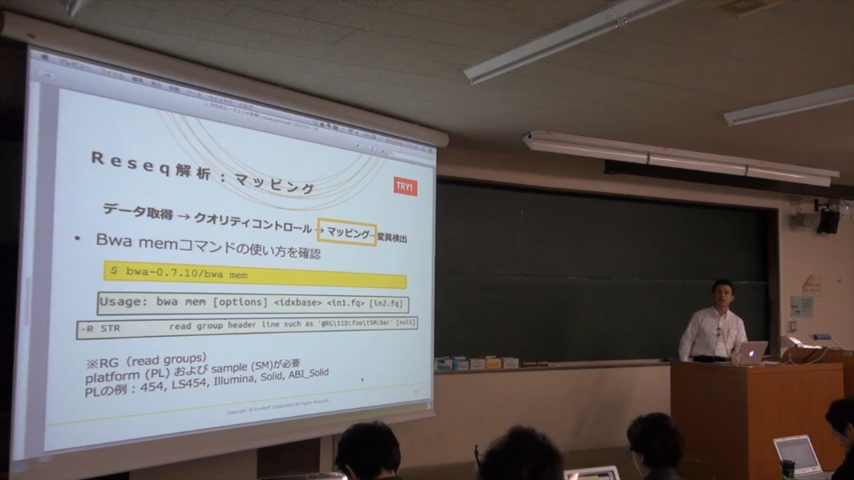 Reseq解析：マッピング
TRY!
データ取得 → クオリティコントロール → マッピング→ 変異検出
• Bwa memコマンドの使い方を確認
$ bwa-0.7.10/bwa mem
Usage: bwa mem [options] <idxbase> <in1.fq> [in2.fq]
-R STR read group header line such as '@RG\tID:foo\tSM:bar' [null]
※RG（read groups）
platform (PL) および sample (SM)が必要
PLの例：454, LS454, Illumina, Solid, ABI_Solid